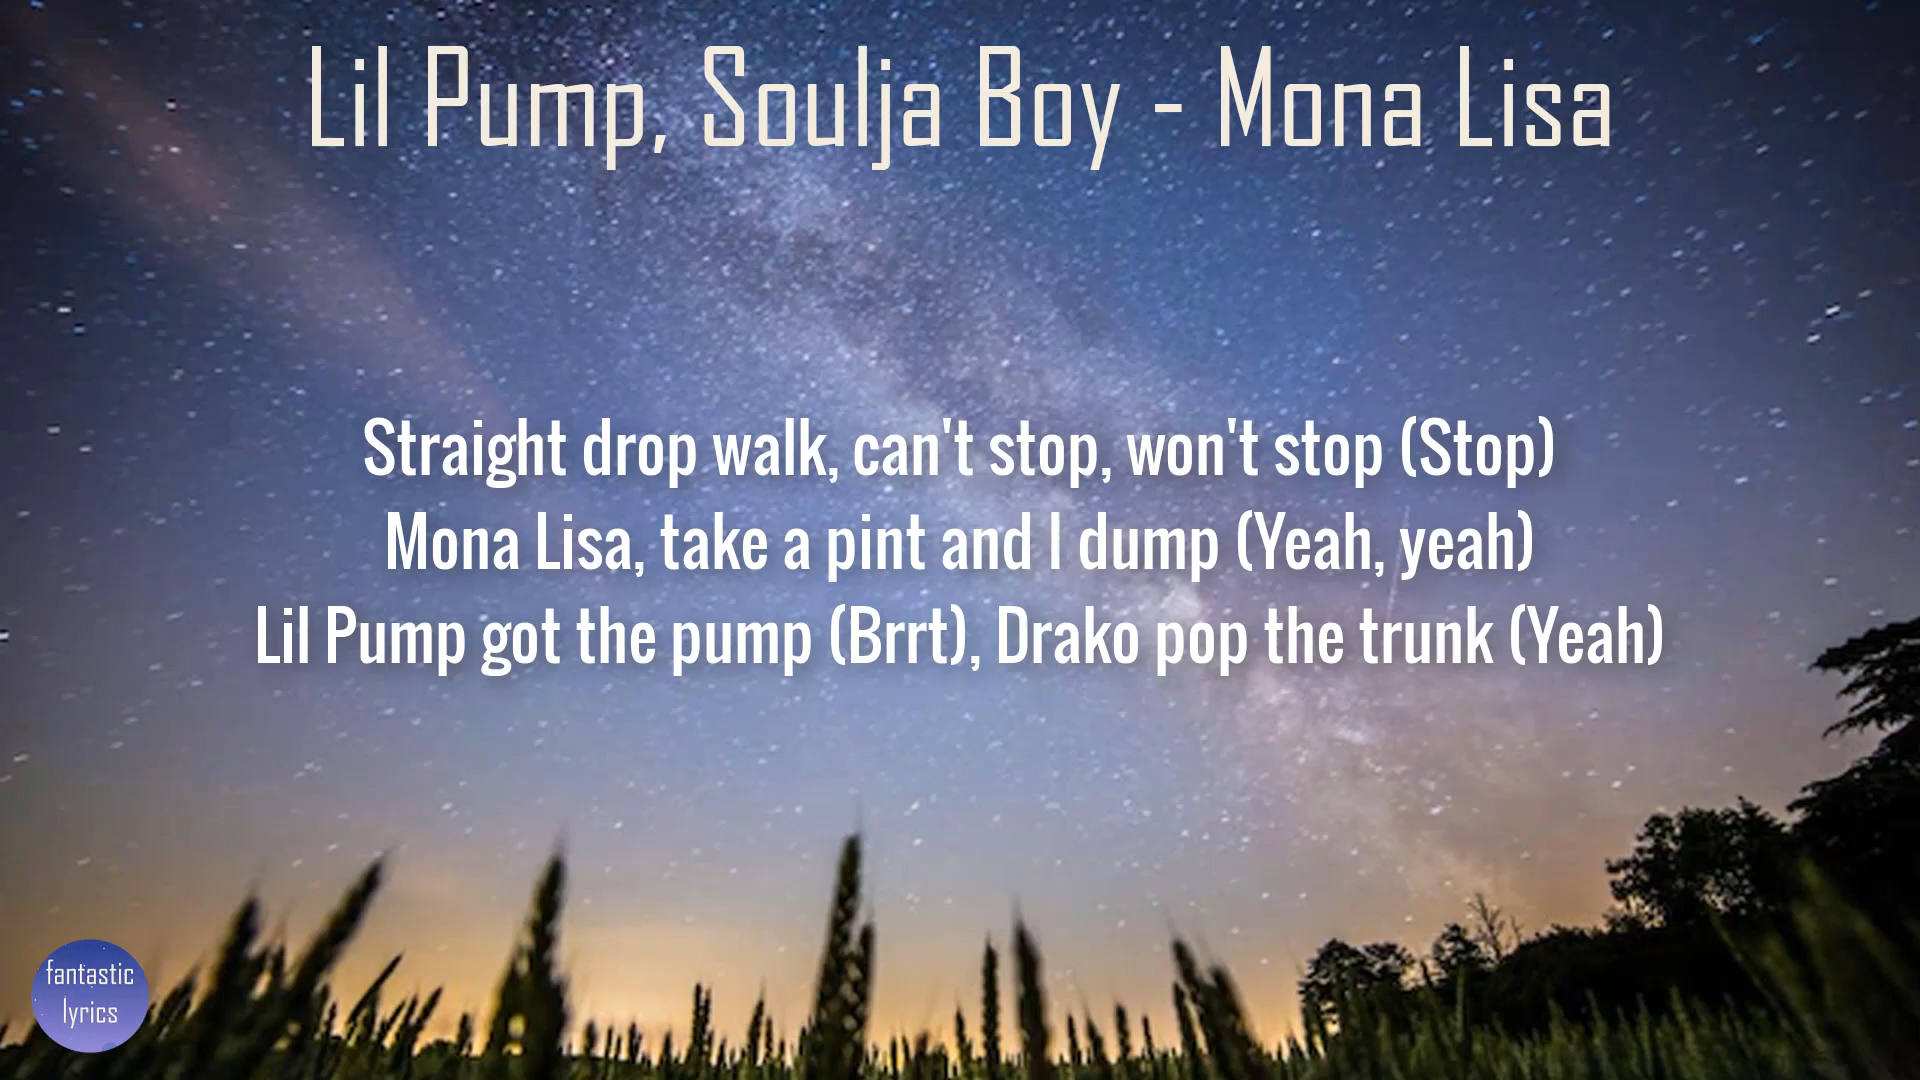 Lil Pump, Soulja Boy - Mona Lisa
Straight drop walk, can't stop, won't stop (Stop)
Mona Lisa, take a pint and I dump (Yeah, yeah)
Lil Pump got the pump (Brrt), Drako pop the trunk (Yeah)
fantastic
lyrics